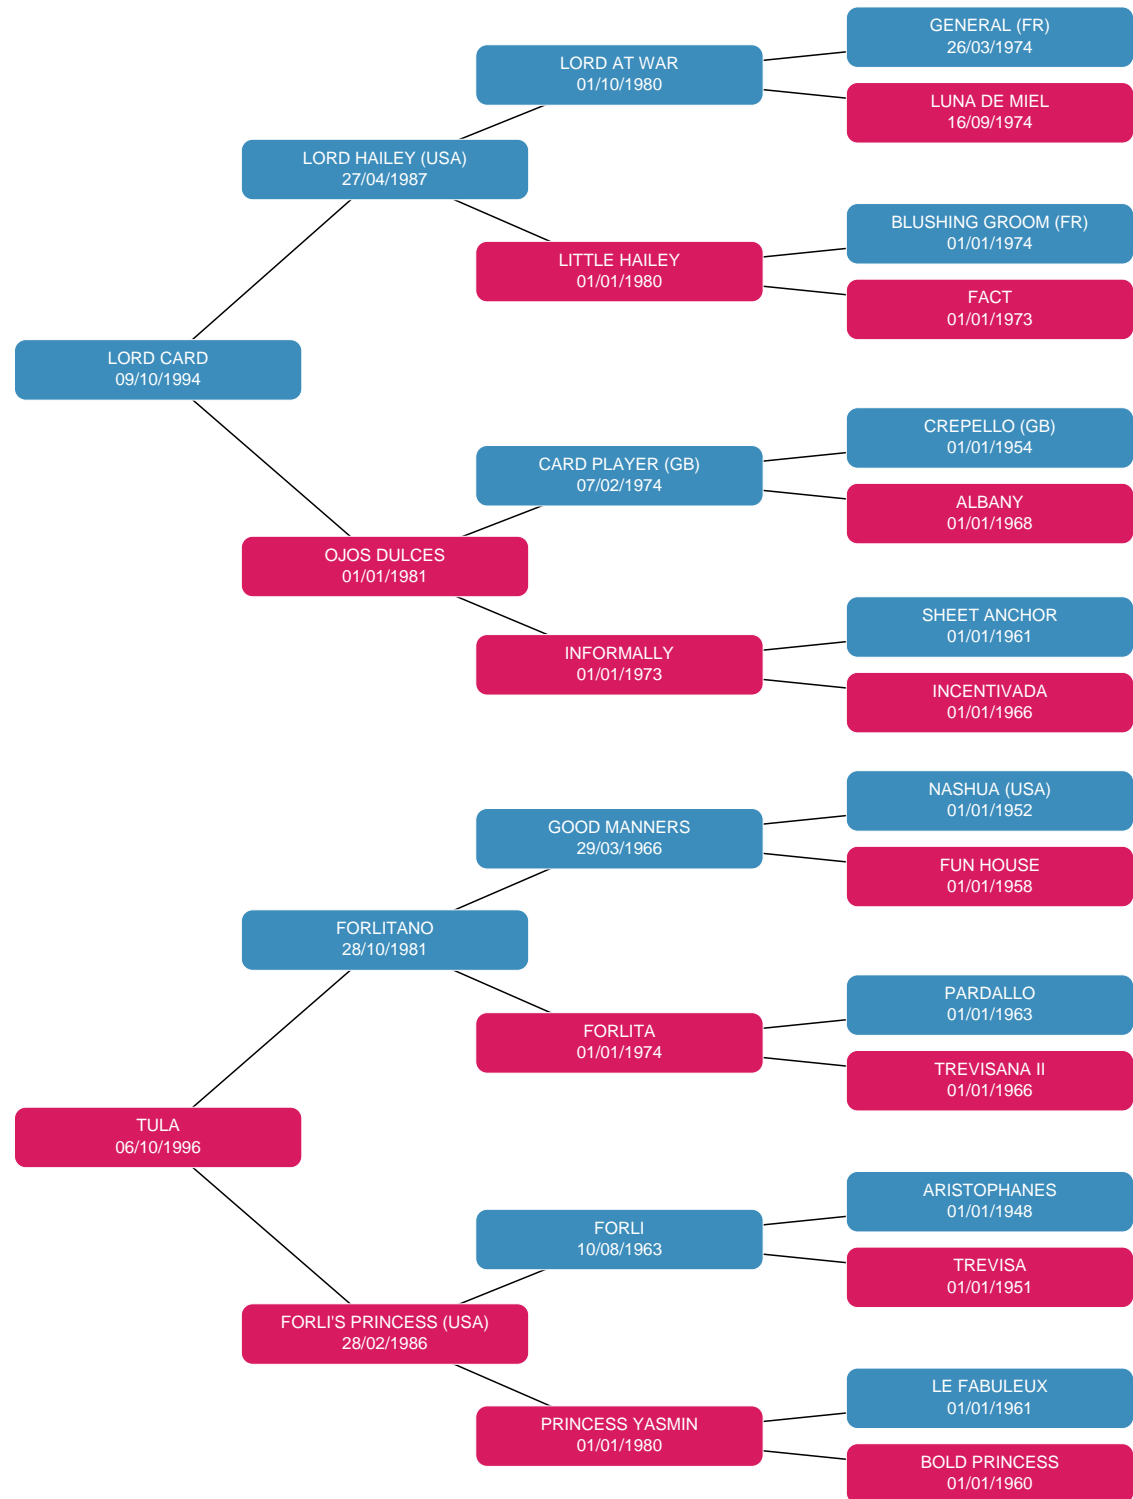 GENERAL (FR)
26/03/1974
LORD AT WAR
01/10/1980
LUNA DE MIEL
16/09/1974
LORD HAILEY (USA)
27/04/1987
BLUSHING GROOM (FR)
01/01/1974
LITTLE HAILEY
01/01/1980
FACT
01/01/1973
LORD CARD
09/10/1994
CREPELLO (GB)
01/01/1954
CARD PLAYER (GB)
07/02/1974
ALBANY
01/01/1968
OJOS DULCES
01/01/1981
SHEET ANCHOR
01/01/1961
INFORMALLY
01/01/1973
INCENTIVADA
01/01/1966
NASHUA (USA)
01/01/1952
GOOD MANNERS
29/03/1966
FUN HOUSE
01/01/1958
FORLITANO
28/10/1981
PARDALLO
01/01/1963
FORLITA
01/01/1974
TREVISANA II
01/01/1966
TULA
06/10/1996
ARISTOPHANES
01/01/1948
FORLI
10/08/1963
TREVISA
01/01/1951
FORLI'S PRINCESS (USA)
28/02/1986
LE FABULEUX
01/01/1961
PRINCESS YASMIN
01/01/1980
BOLD PRINCESS
01/01/1960